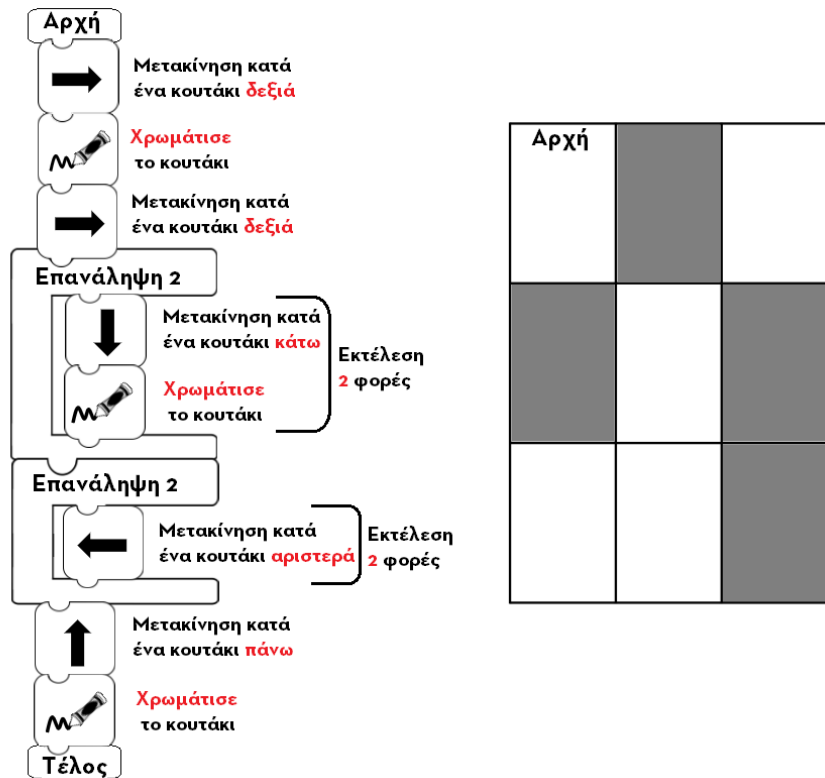 Αρχή
Μετακίνηση κατά
ένα κουτάκι δεξιά
Χρωμάτισε
το κουτάκι
Μετακίνηση κατά
ένα κουτάκι δεξιά
Επανάληψη 2
Μετακίνηση κατά
ένα κουτάκι κάτω
Χρωμάτισε
το κουτάκι
Εκτέλεση
2 φορές
Επανάληψη 2
Μετακίνηση κατά
ένα κουτάκι αριστερά
Εκτέλεση
2 φορές
Μετακίνηση κατά
ένα κουτάκι πάνω
Χρωμάτισε
το κουτάκι
Τέλος
Αρχή